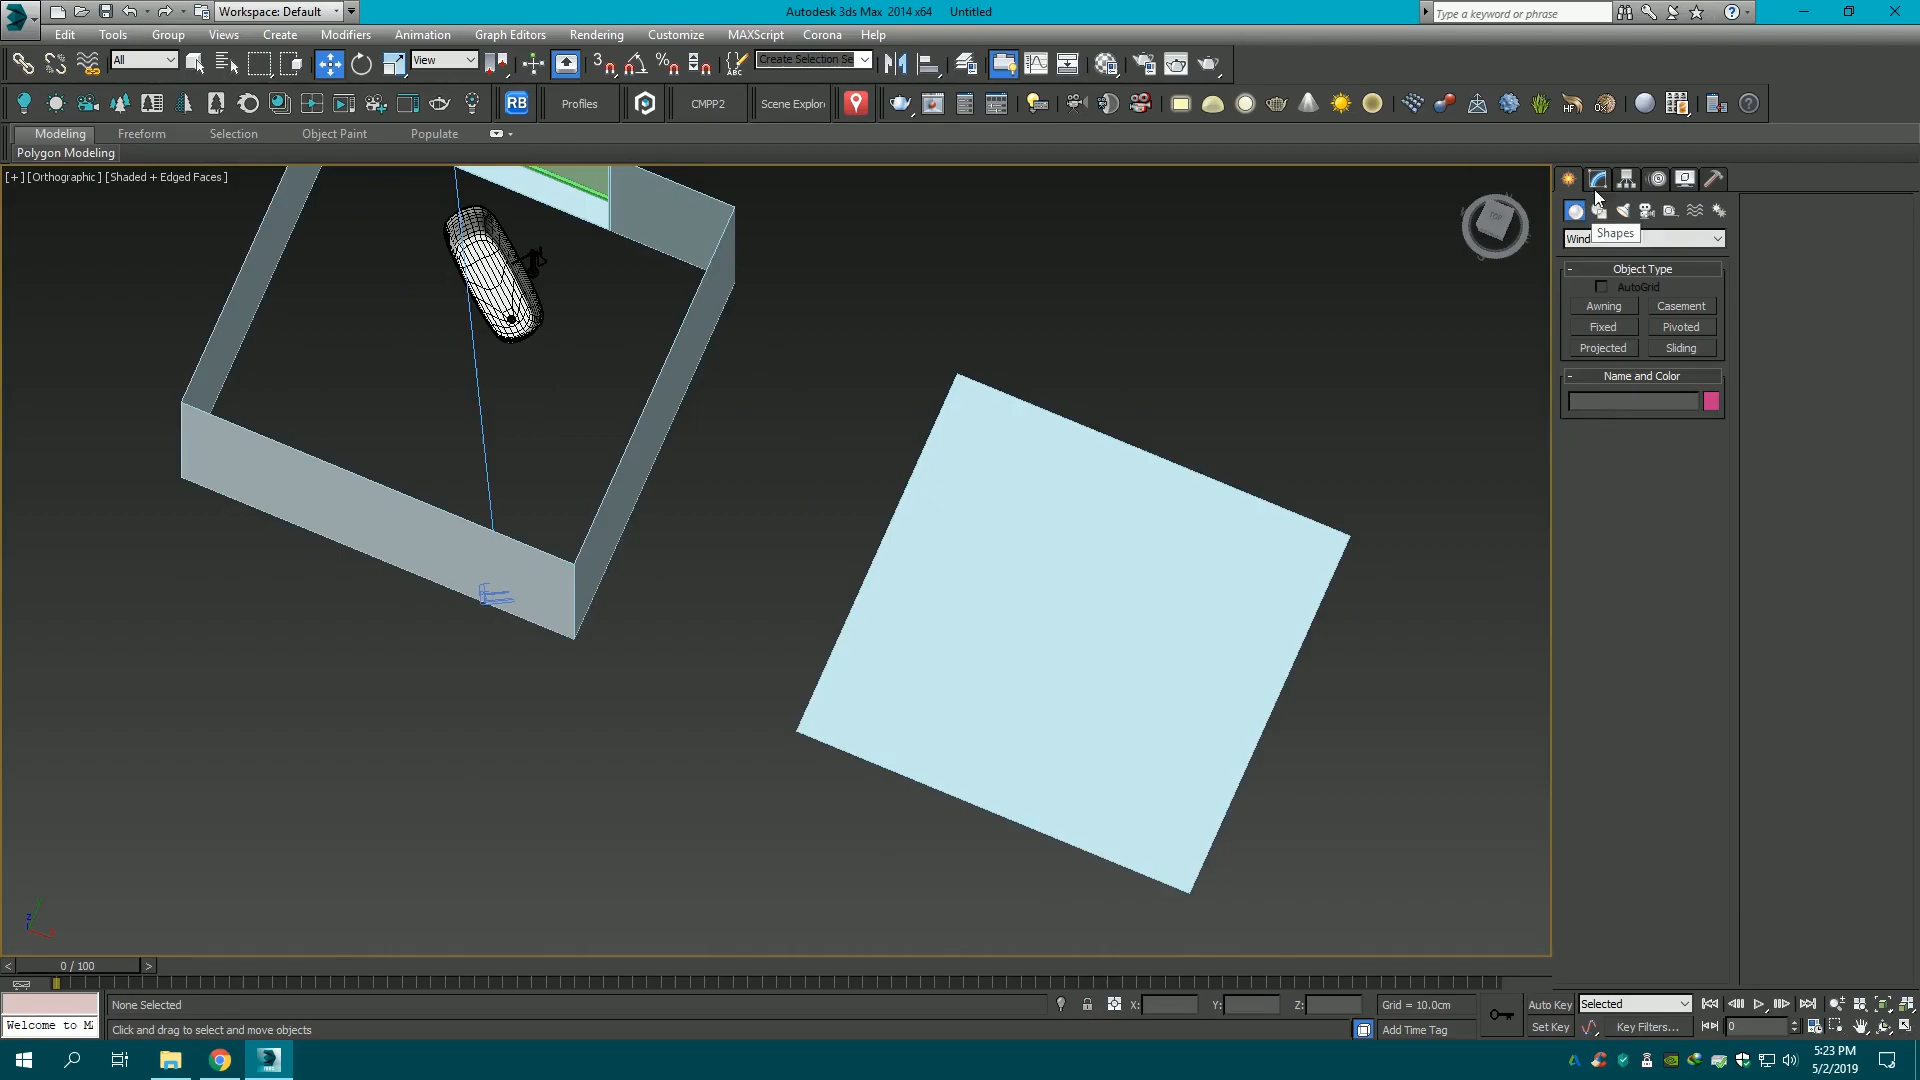 Workspace: Default
Autodesk 3ds Max 2014 x64 Untitled
Type a keyword or phrase
Edit Tools Group Views Create Modifiers Animation Graph Editors Rendering Customize MAXScript Corona Help
All
View
3
%
ABC
Create Selection Se
RB
Profiles
CMPP2
Scene Explor
HF
Modeling Freeform Selection Object Paint Populate
Polygon Modeling
[+] [Orthographic] [Shaded + Edged Faces]
TOP
Shapes
Wind
- Object Type
AutoGrid
Awning Casement
Fixed Pivoted
Projected Sliding
- Name and Color
z
< 0 / 100 >
None Selected
X: Y: Z:
Grid = 10.0cm
Auto Key
Selected
Welcome to M
Click and drag to select and move objects
Add Time Tag
Set Key
Key Filters...
0
5:23 PM
5/2/2019